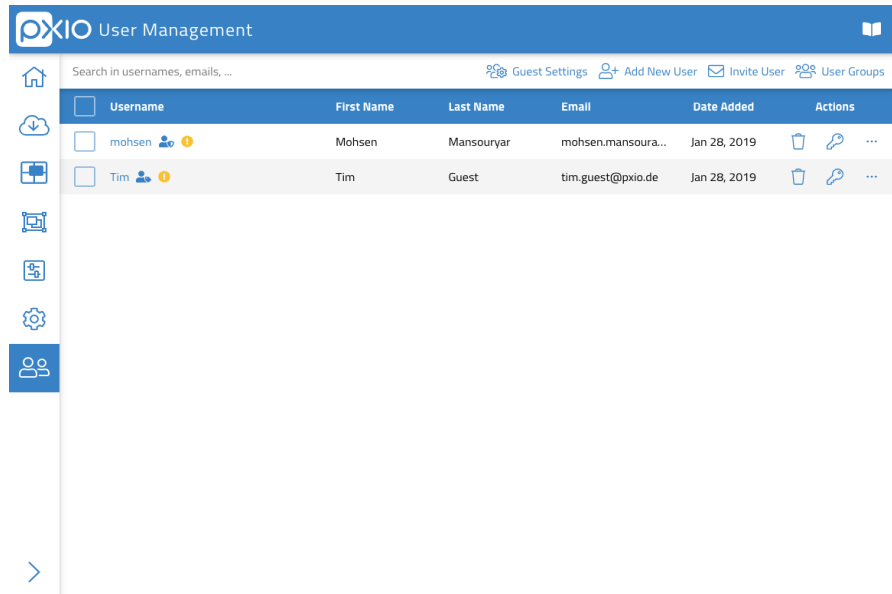 pxio User Management
Search in usernames, emails, ... Guest Settings Add New User Invite User User Groups
Username First Name Last Name Email Date Added Actions
mohsen Mohsen Mansouryar mohsen.mansoura... Jan 28, 2019
Tim Tim Guest tim.guest@pxio.de Jan 28, 2019